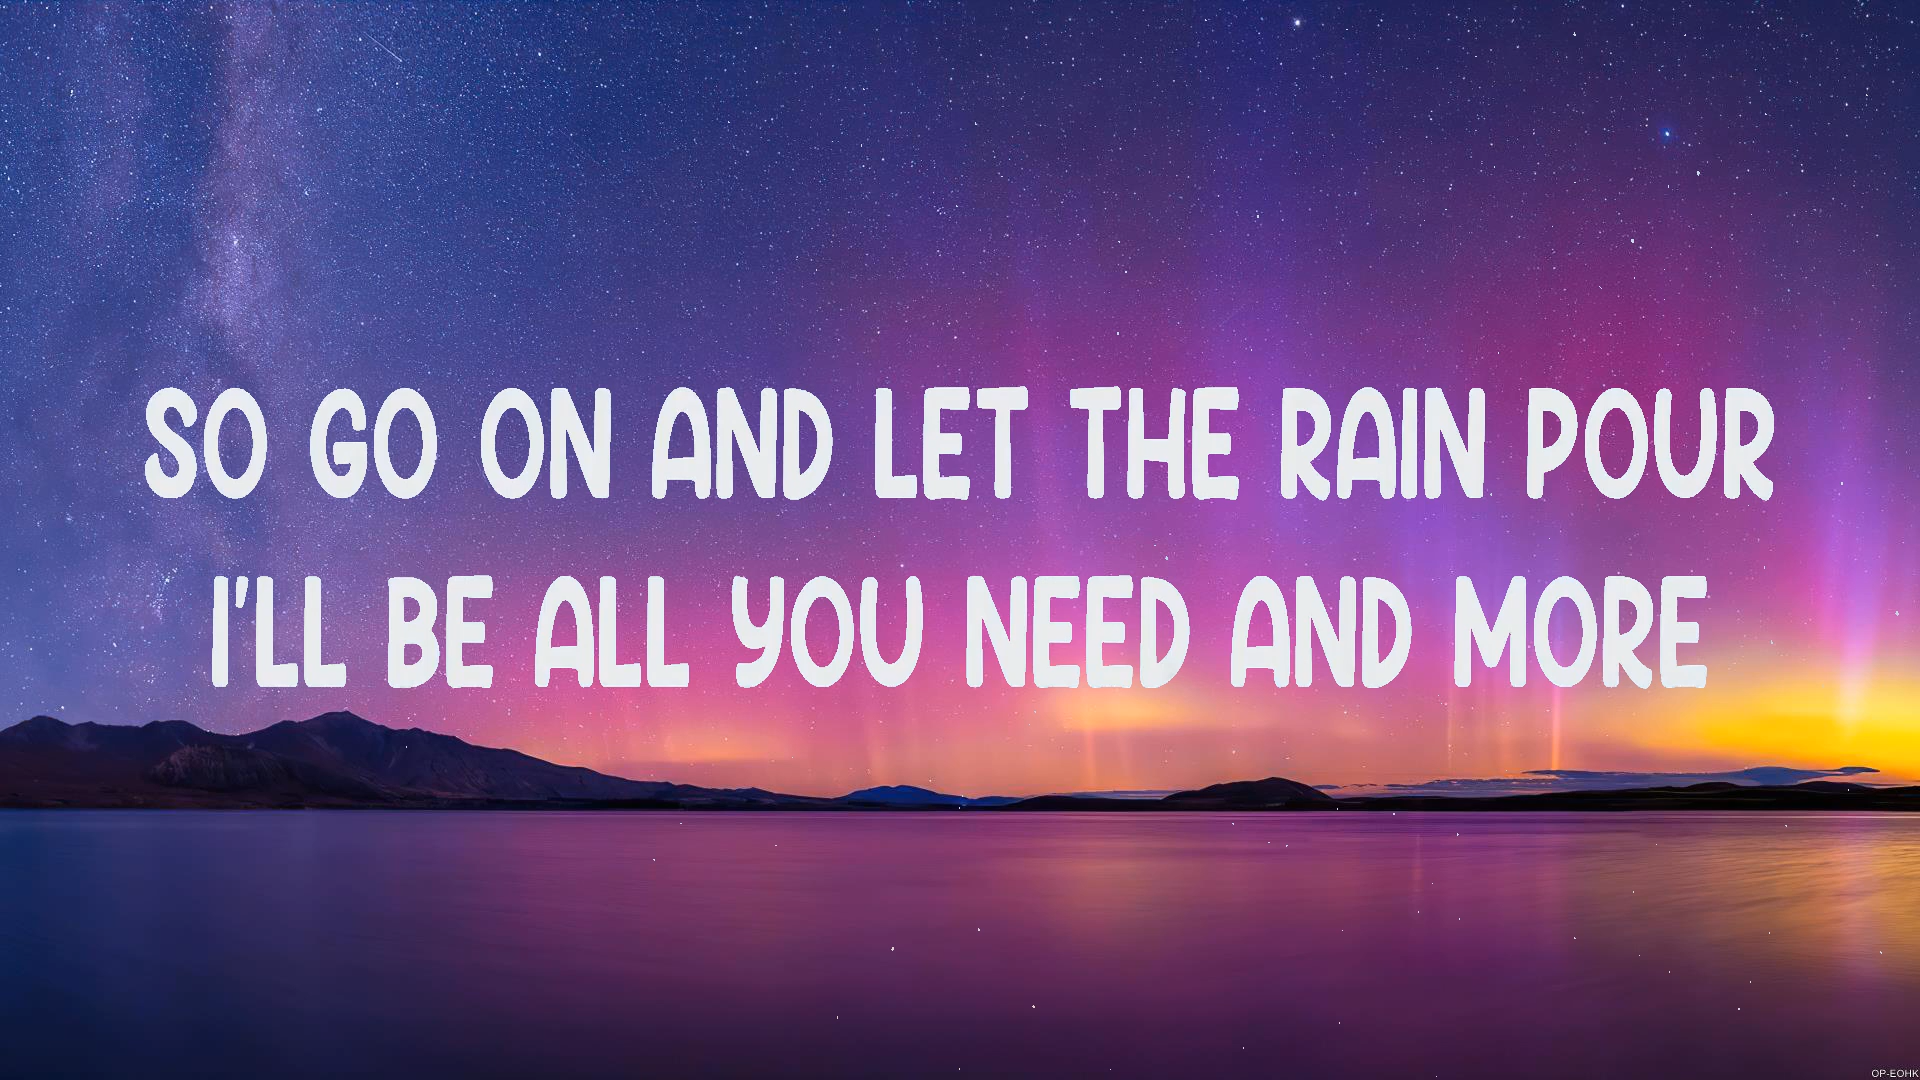 SO GO ON AND LET THE RAIN POUR
I'LL BE ALL YOU NEED AND MORE
OP-EOHK